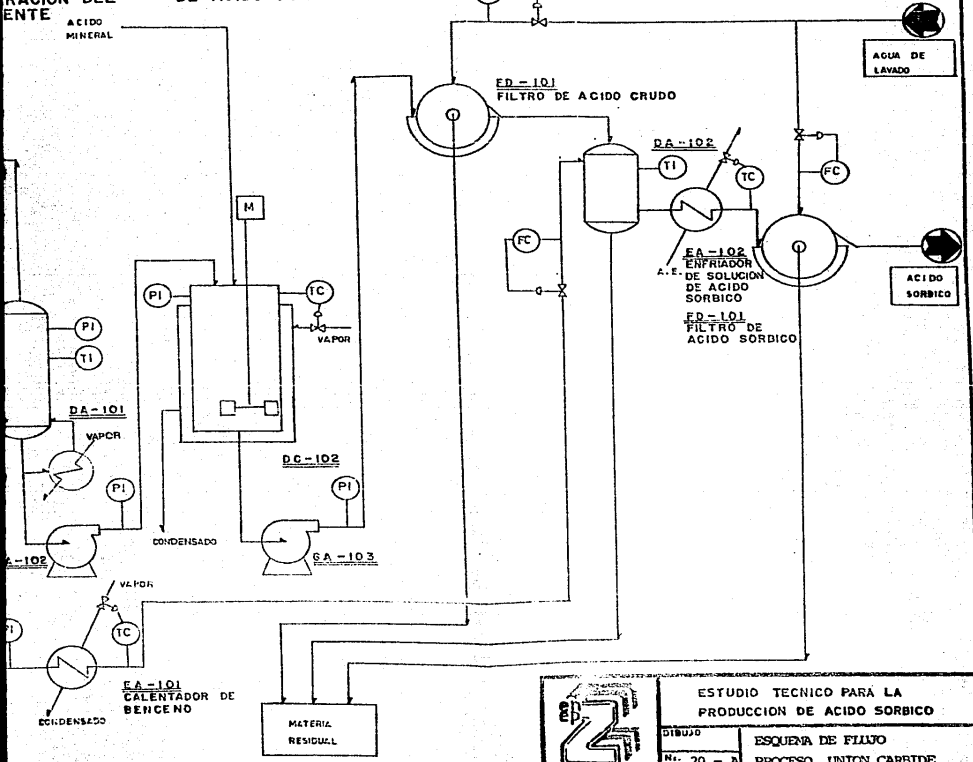 RACION DEL
ENTE
ACIDO
MINERAL
AGUA DE
LAVADO
FD-101
FILTRO DE ACIDO CRUDO
DA-102
TI
TC
FC
M
FC
A.E.
EA-102
ENFRIADOR
DE SOLUCION
DE ACIDO
SORBICO
ACIDO
SORBICO
FD-101
FILTRO DE
ACIDO SORBICO
PI
TC
VAPOR
PI
TI
DA-101
VAPOR
DC-102
PI
PI
CONDENSADO
A-102
GA-103
VAPOR
TC
EA-101
CALENTADOR DE
BENCENO
CONDENSADO
MATERIA
RESIDUAL
ESTUDIO TECNICO PARA LA
PRODUCCION DE ACIDO SORBICO
DIBUJO
ESQUEMA DE FLUJO
No. 20 - A
PROCESO UNION CARBIDE